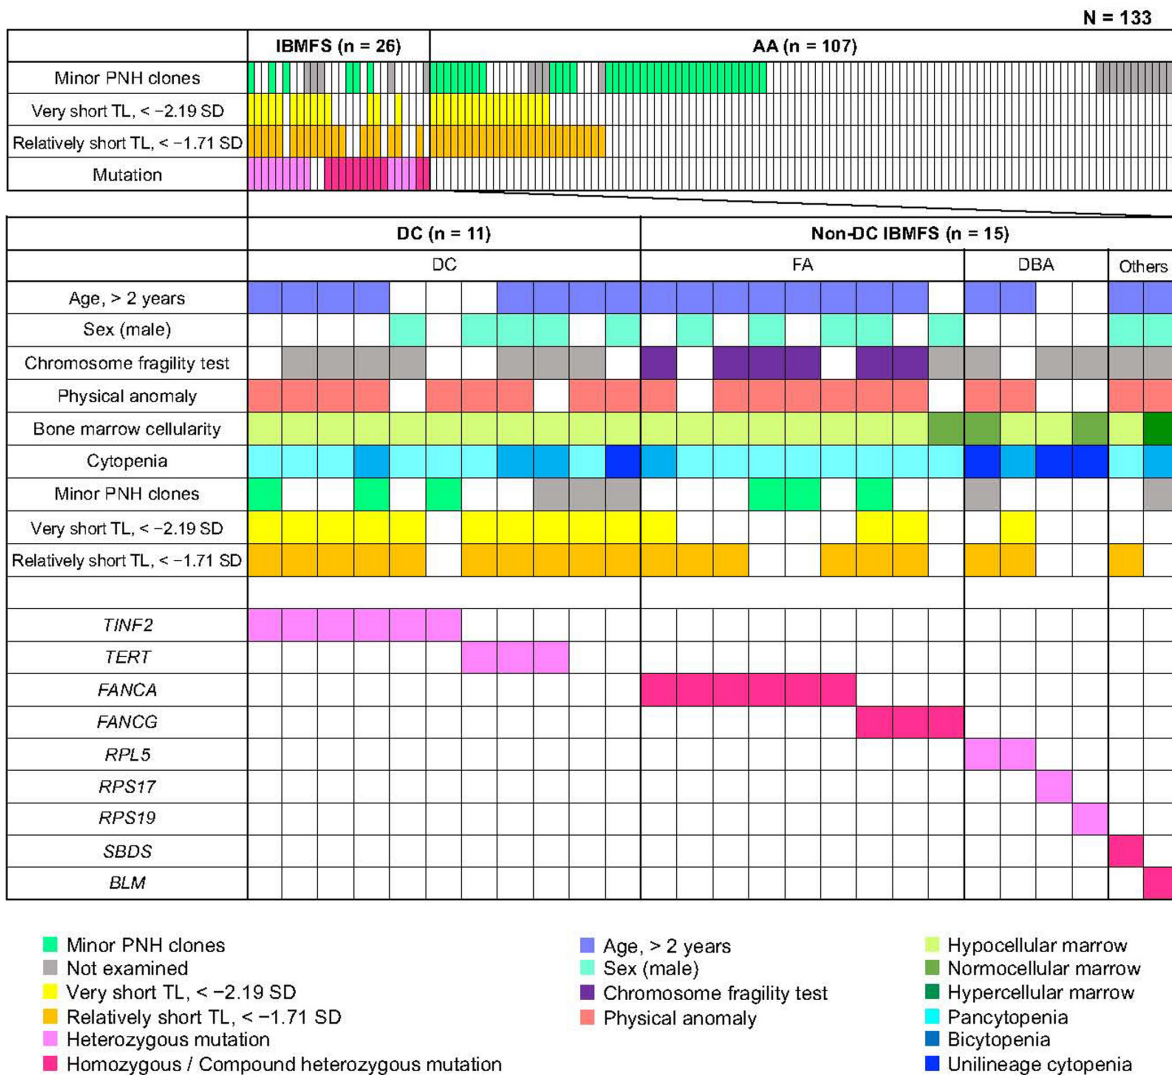 N = 133
IBMFS (n = 26) AA (n = 107)
Minor PNH clones
Very short TL, < −2.19 SD
Relatively short TL, < −1.71 SD
Mutation
DC (n = 11) Non-DC IBMFS (n = 15)
DC FA DBA Others
Age, > 2 years
Sex (male)
Chromosome fragility test
Physical anomaly
Bone marrow cellularity
Cytopenia
Minor PNH clones
Very short TL, < −2.19 SD
Relatively short TL, < −1.71 SD
TINF2
TERT
FANCA
FANCG
RPL5
RPS17
RPS19
SBDS
BLM
Minor PNH clones
Not examined
Very short TL, < −2.19 SD
Relatively short TL, < −1.71 SD
Heterozygous mutation
Homozygous / Compound heterozygous mutation
Age, > 2 years
Sex (male)
Chromosome fragility test
Physical anomaly
Hypocellular marrow
Normocellular marrow
Hypercellular marrow
Pancytopenia
Bicytopenia
Unilineage cytopenia